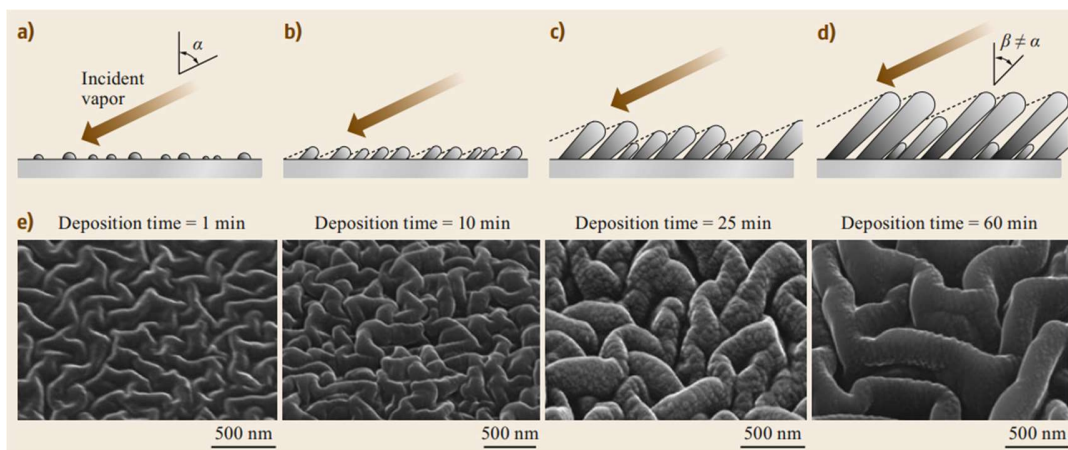 a)
α
Incident
vapor
b)
c)
d)
β ≠ α
e)
Deposition time = 1 min
Deposition time = 10 min
Deposition time = 25 min
Deposition time = 60 min
500 nm
500 nm
500 nm
500 nm